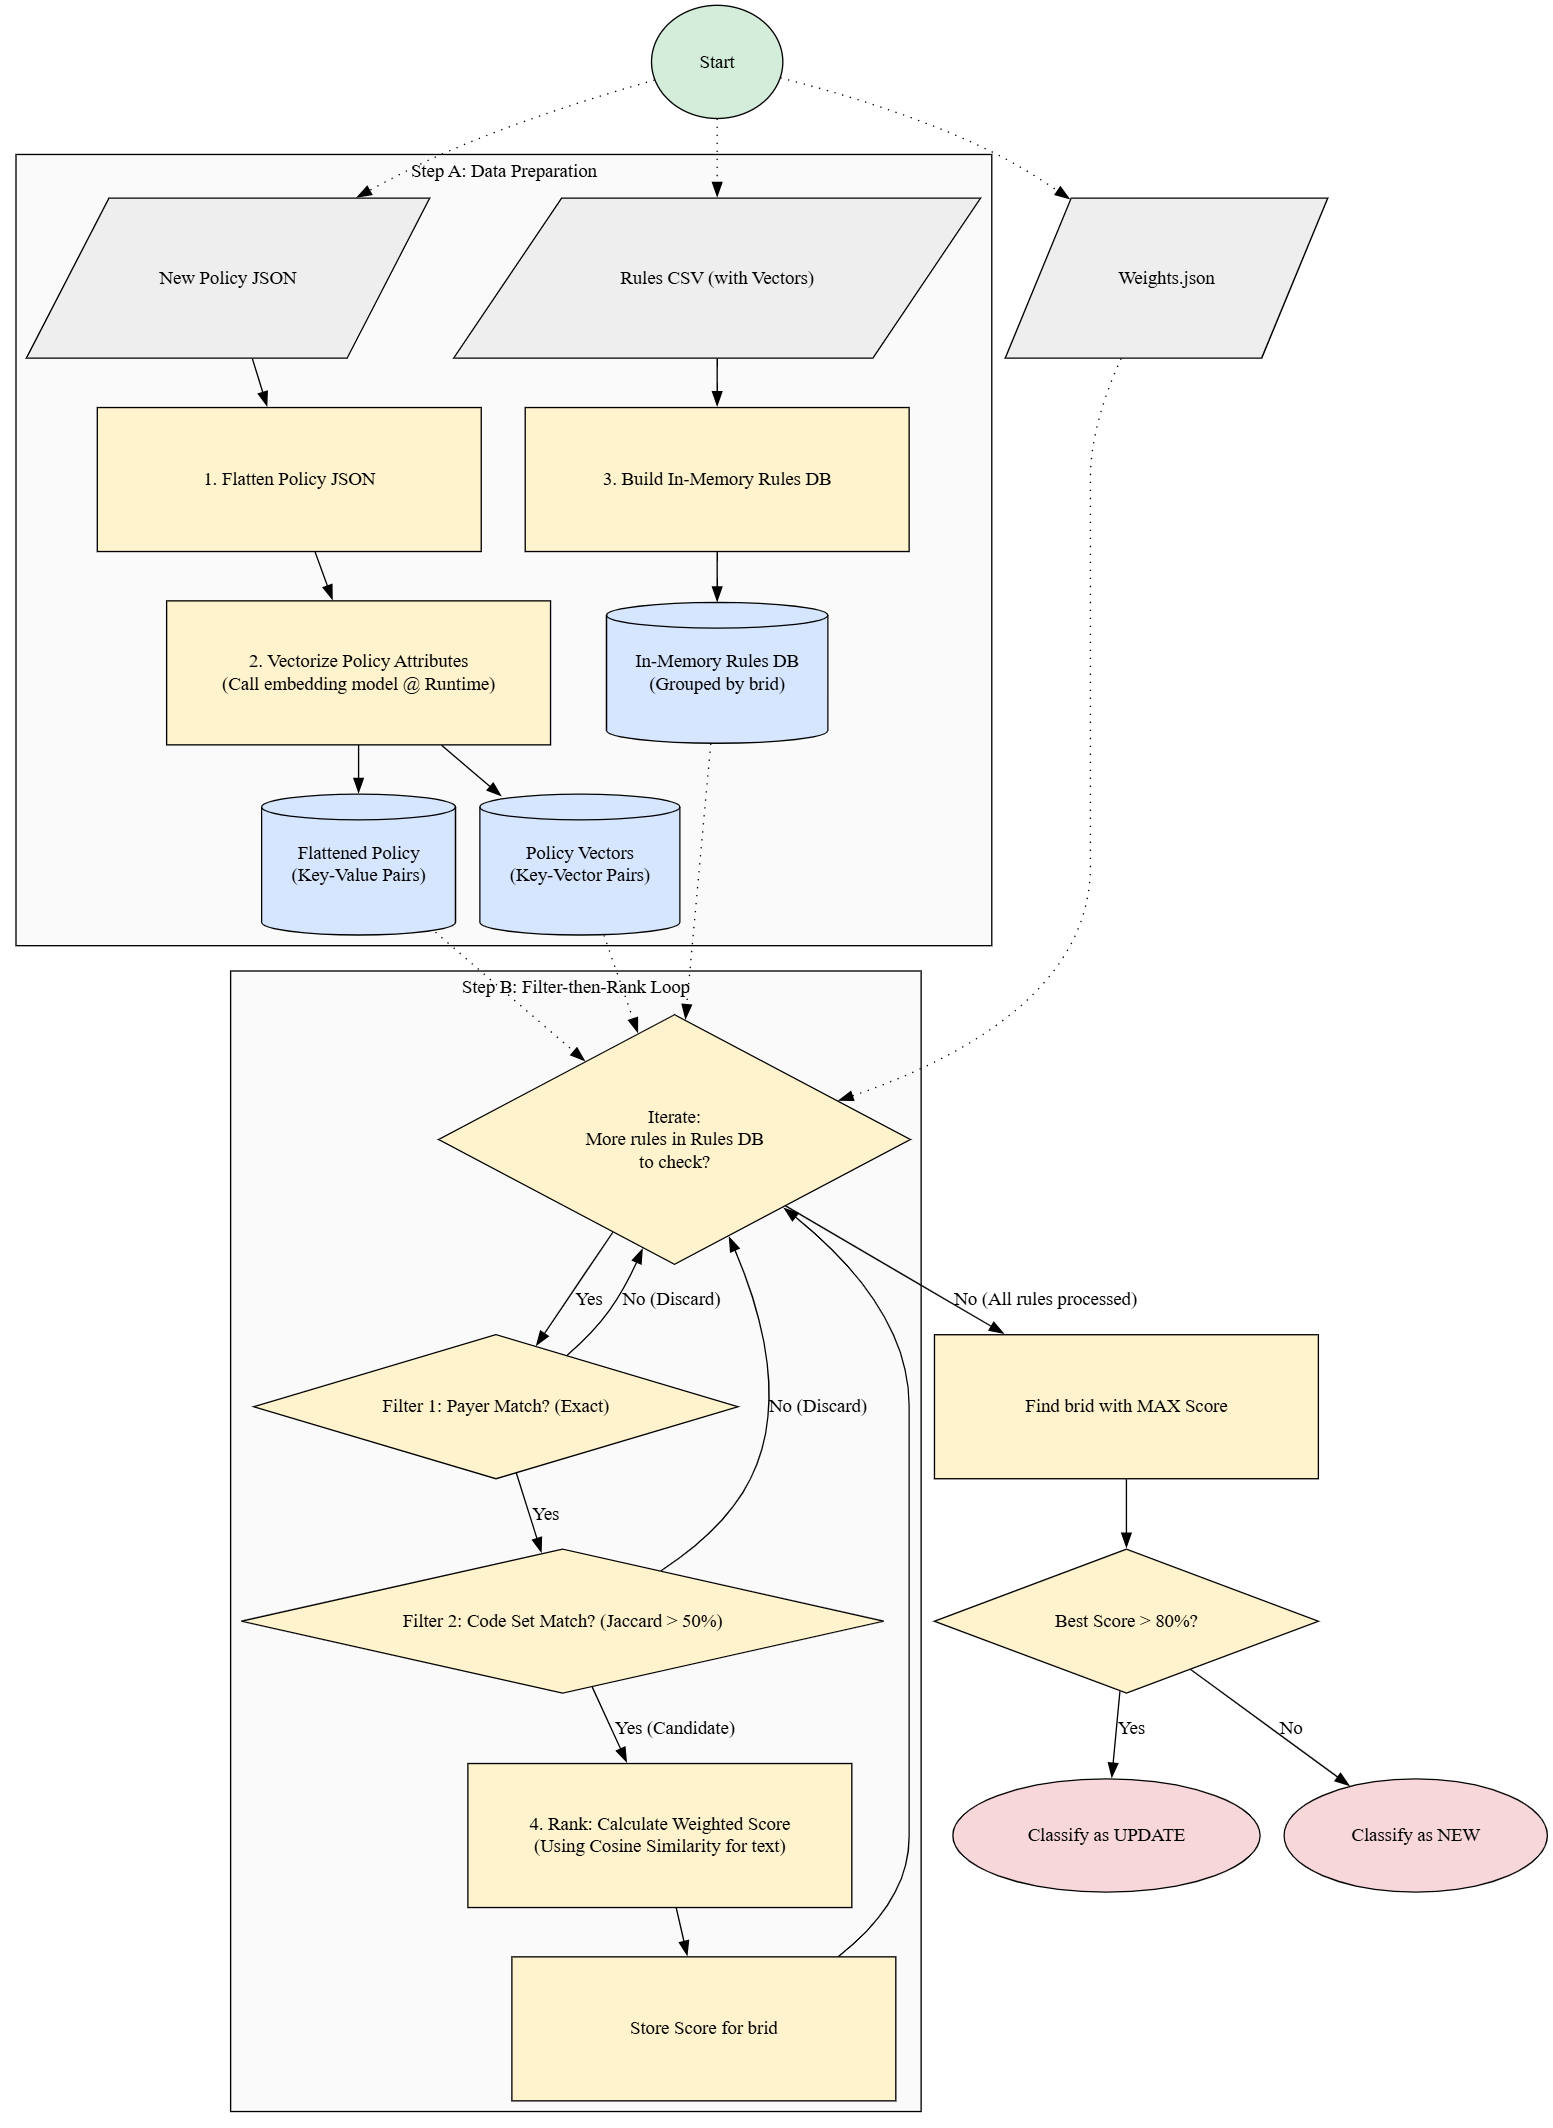 Start
Step A: Data Preparation
New Policy JSON
Rules CSV (with Vectors)
Weights.json
1. Flatten Policy JSON
3. Build In-Memory Rules DB
2. Vectorize Policy Attributes
(Call embedding model @ Runtime)
In-Memory Rules DB
(Grouped by brid)
Flattened Policy
(Key-Value Pairs)
Policy Vectors
(Key-Vector Pairs)
Step B: Filter-then-Rank Loop
Iterate:
More rules in Rules DB
to check?
Yes
No (Discard)
No (All rules processed)
Filter 1: Payer Match? (Exact)
No (Discard)
Find brid with MAX Score
Yes
Filter 2: Code Set Match? (Jaccard > 50%)
Best Score > 80%?
Yes (Candidate)
Yes
No
4. Rank: Calculate Weighted Score
(Using Cosine Similarity for text)
Classify as UPDATE
Classify as NEW
Store Score for brid